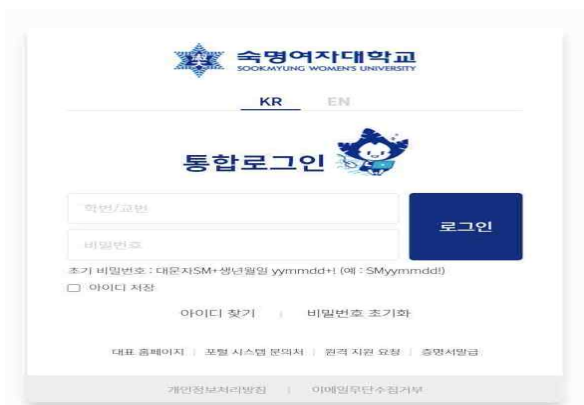 숙명여자대학교
SOOKMYUNG WOMEN'S UNIVERSITY
KR EN
통합로그인
학번/교번
로그인
비밀번호
초기 비밀번호 : 대문자SM+생년월일 yymmdd+! (예 : SMyymmdd!)
아이디 저장
아이디 찾기 | 비밀번호 초기화
대표 홈페이지 | 포털 시스템 문의처 | 원격 지원 요청 | 증명서발급
개인정보처리방침 | 이메일무단수집거부